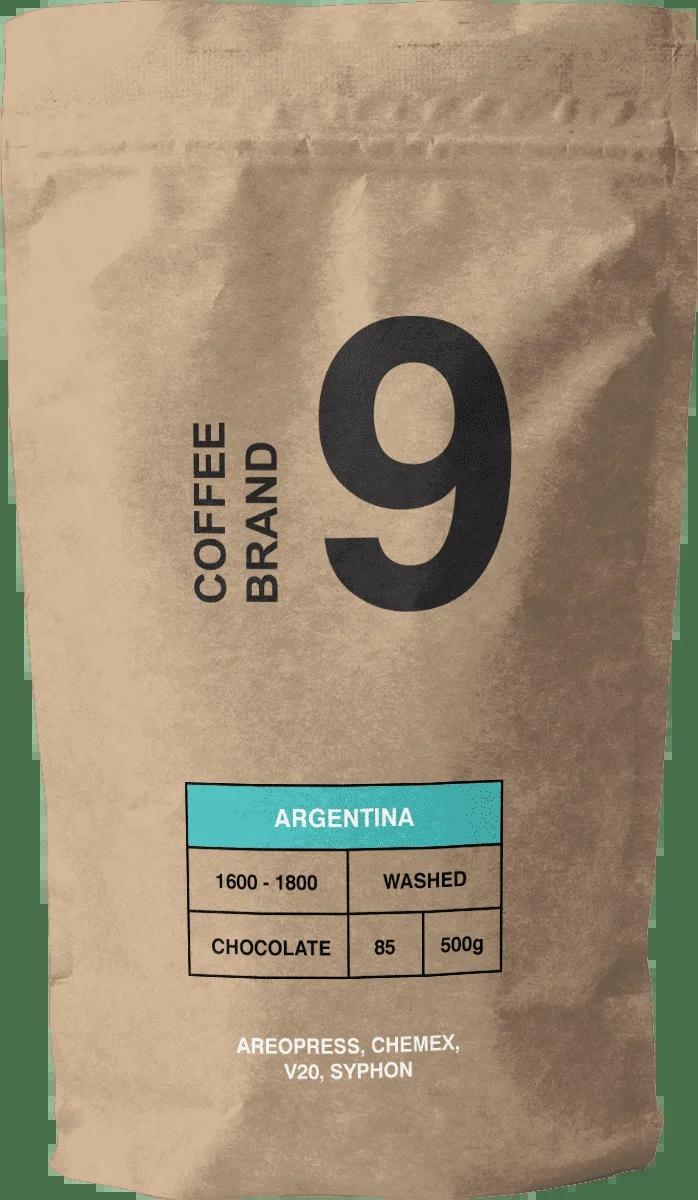 COFFEE
BRAND
9
ARGENTINA
1600 - 1800
WASHED
CHOCOLATE
85
500g
AREOPRESS, CHEMEX,
V20, SYPHON